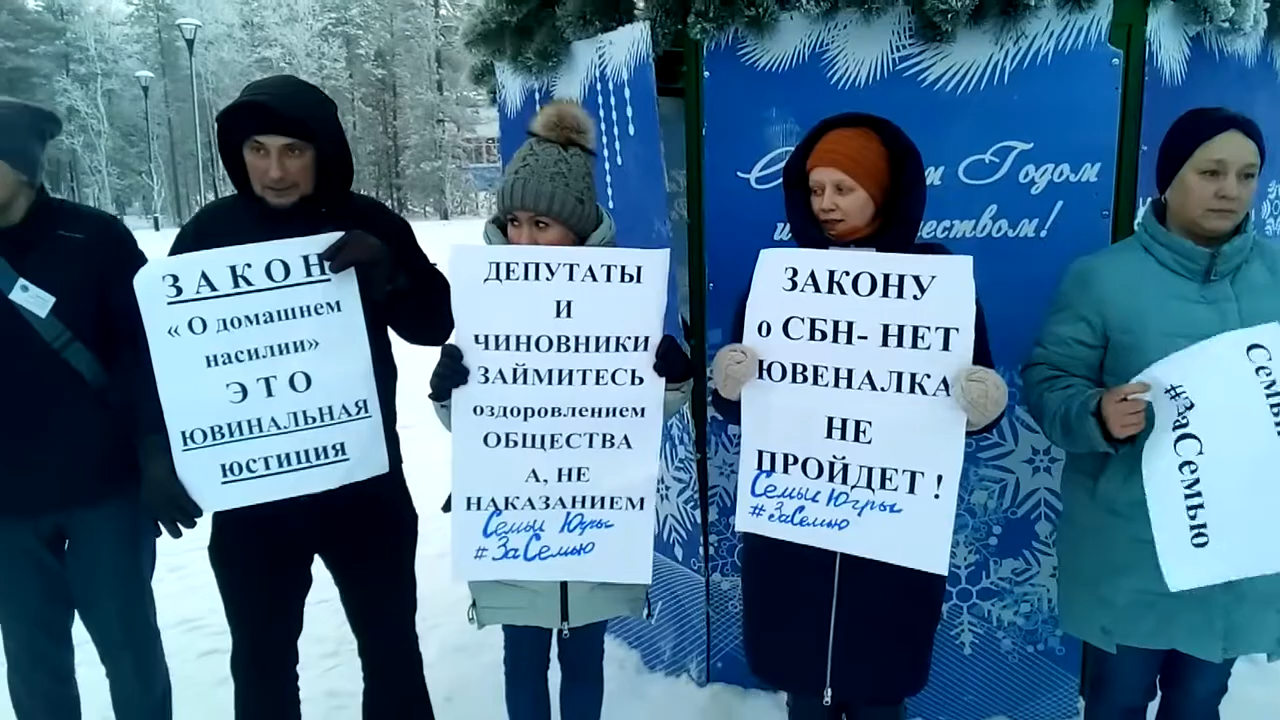 ЗАКОН
« О домашнем
насилии»
ЭТО
ЮВИНАЛЬНАЯ
юстиция
ДЕПУТАТЫ
И
ЧИНОВНИКИ
ЗАЙМИТЕСЬ
оздоровлением
ОБЩЕСТВА
А, НЕ
НАКАЗАНИЕМ
Семьи Югры
#ЗаСемью
ЗАКОНУ
о СБН- НЕТ
ЮВЕНАЛКА
НЕ
ПРОЙДЕТ !
Семьи Югры
#ЗаСемью
Годом
и
!
#ЗаСемью